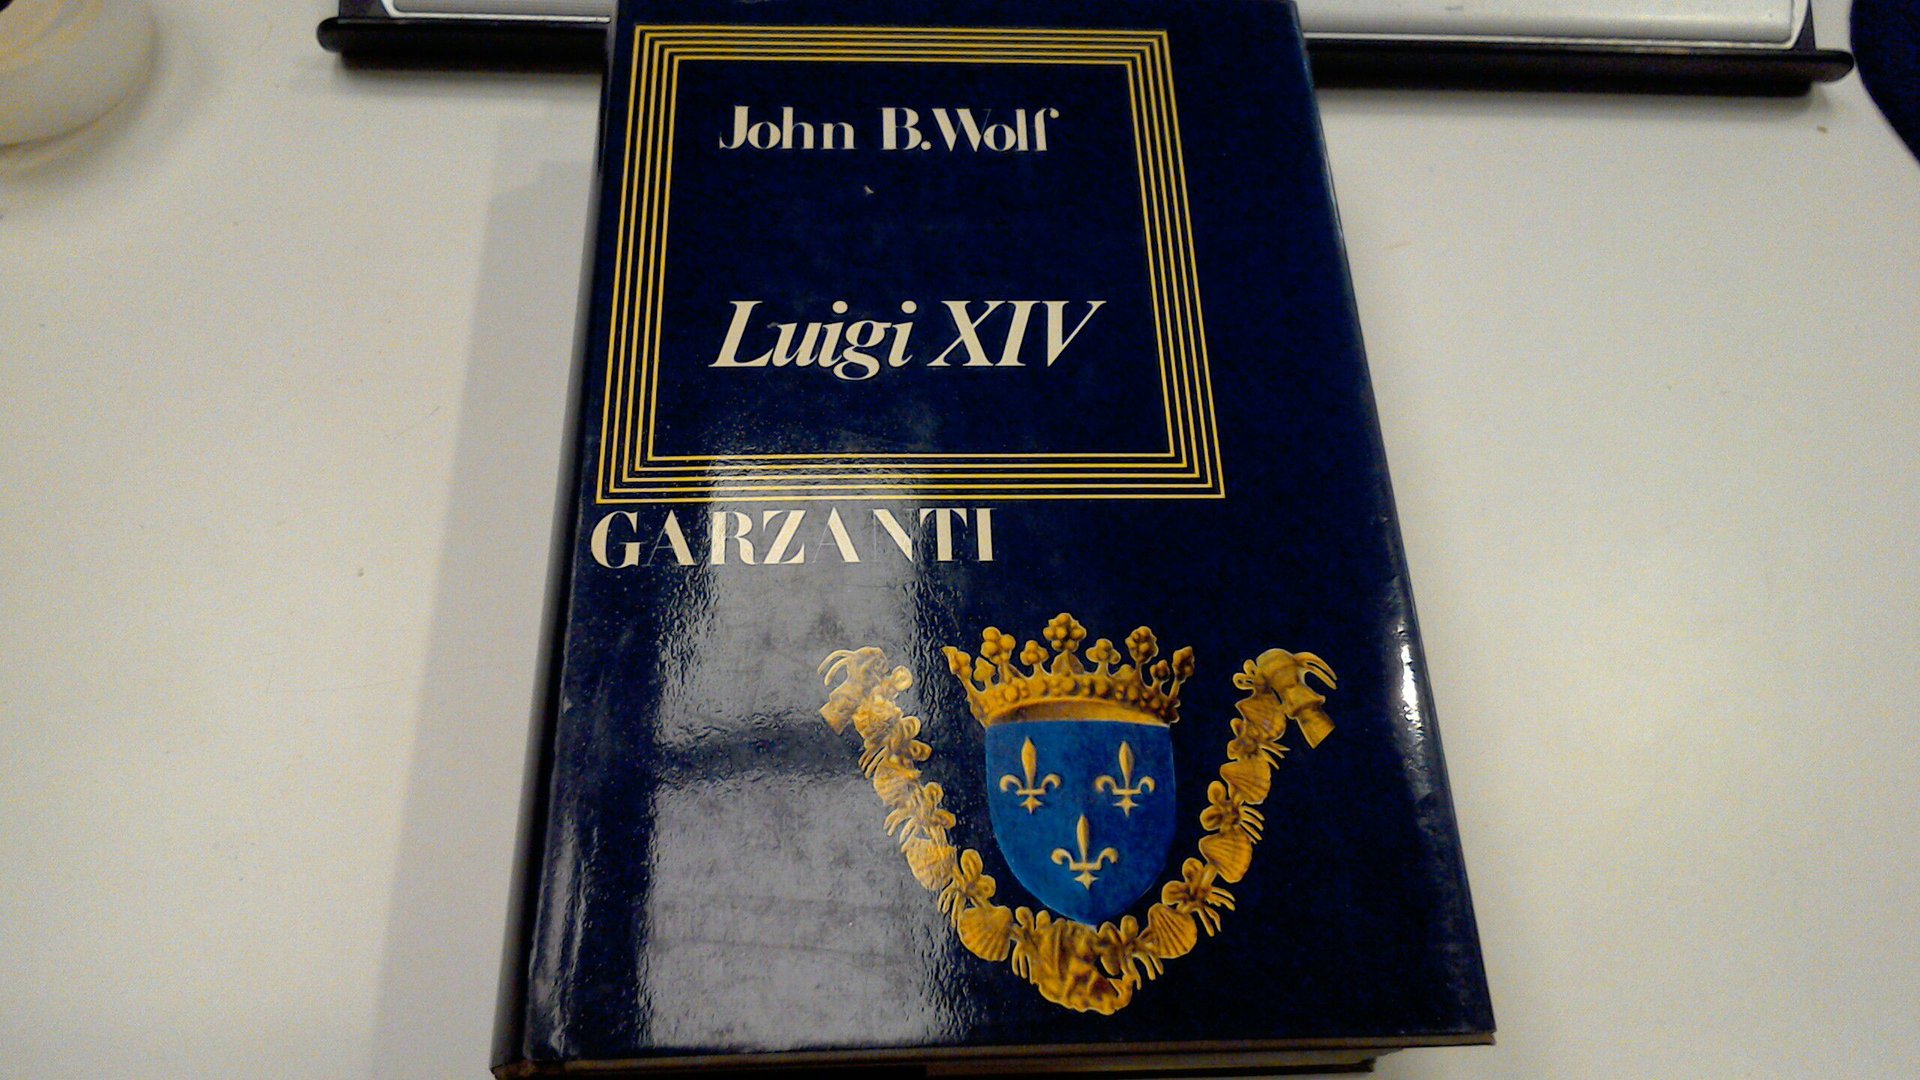 John B. Wolf
Luigi XIV
GARZANTI